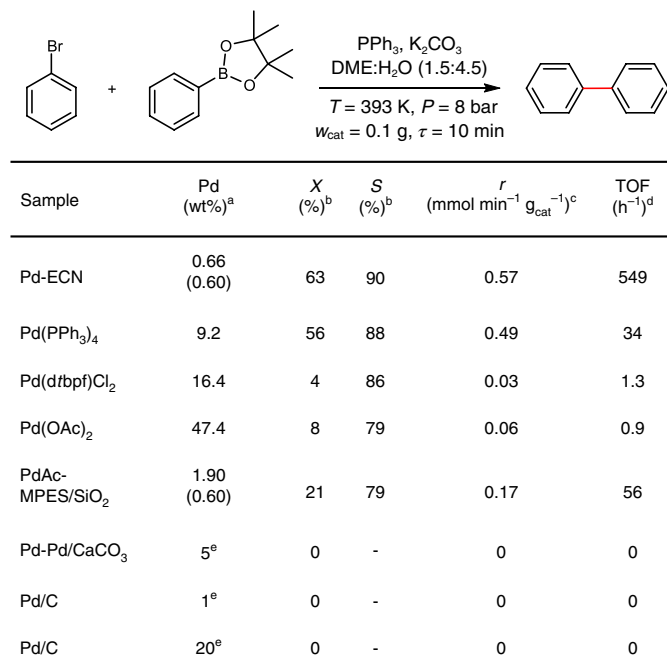 Br
+
B
O
O
PPh₃, K₂CO₃
DME:H₂O (1.5:4.5)
T = 393 K, P = 8 bar
w_cat = 0.1 g, τ = 10 min
Sample Pd (wt%)ᵃ X (%)ᵇ S (%)ᵇ r (mmol min⁻¹ g_cat⁻¹)ᶜ TOF (h⁻¹)ᵈ
Pd-ECN 0.66 (0.60) 63 90 0.57 549
Pd(PPh₃)₄ 9.2 56 88 0.49 34
Pd(dtbpf)Cl₂ 16.4 4 86 0.03 1.3
Pd(OAc)₂ 47.4 8 79 0.06 0.9
PdAc-MPES/SiO₂ 1.90 (0.60) 21 79 0.17 56
Pd-Pd/CaCO₃ 5ᵉ 0 - 0 0
Pd/C 1ᵉ 0 - 0 0
Pd/C 20ᵉ 0 - 0 0